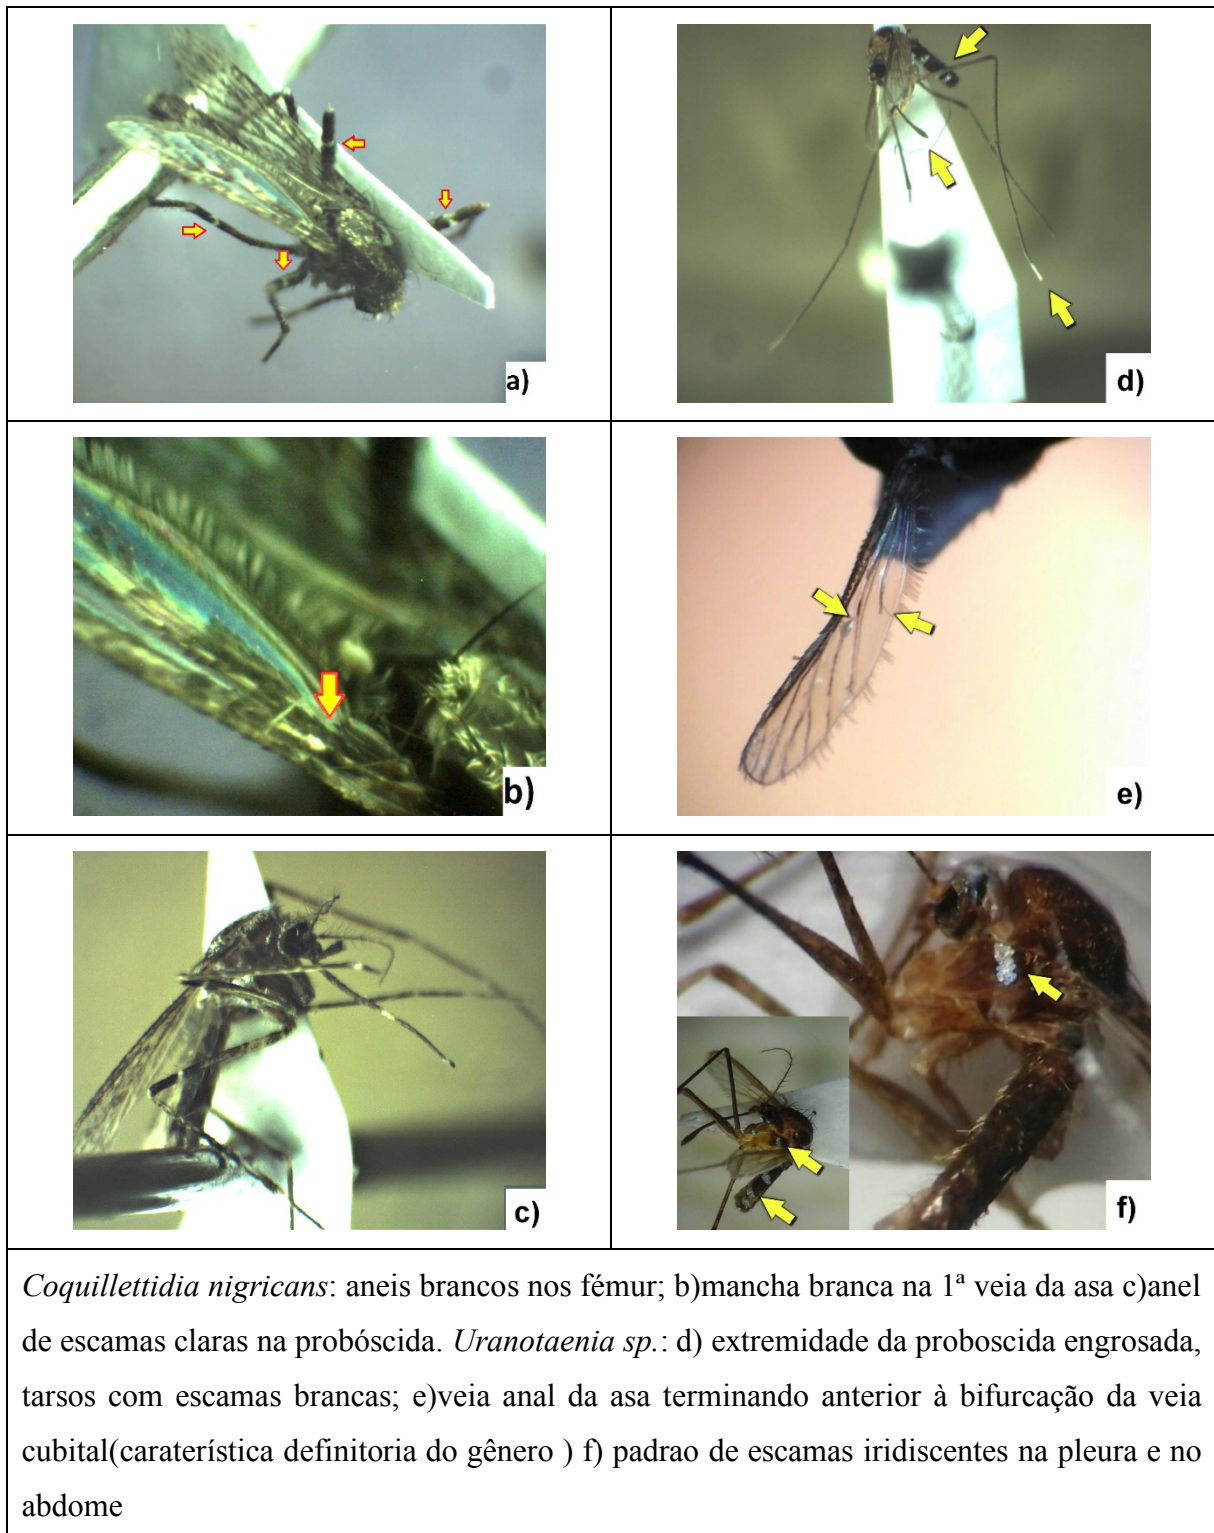 a)
d)
b)
e)
c)
f)
Coquillettidia nigricans: aneis brancos nos fémur; b)mancha branca na 1ª veia da asa c)anel
de escamas claras na probóscida. Uranotaenia sp.: d) extremidade da proboscida engrosada,
tarsos com escamas brancas; e)veia anal da asa terminando anterior à bifurcação da veia
cubital(caraterística definitoria do gênero ) f) padrao de escamas iridiscentes na pleura e no
abdome